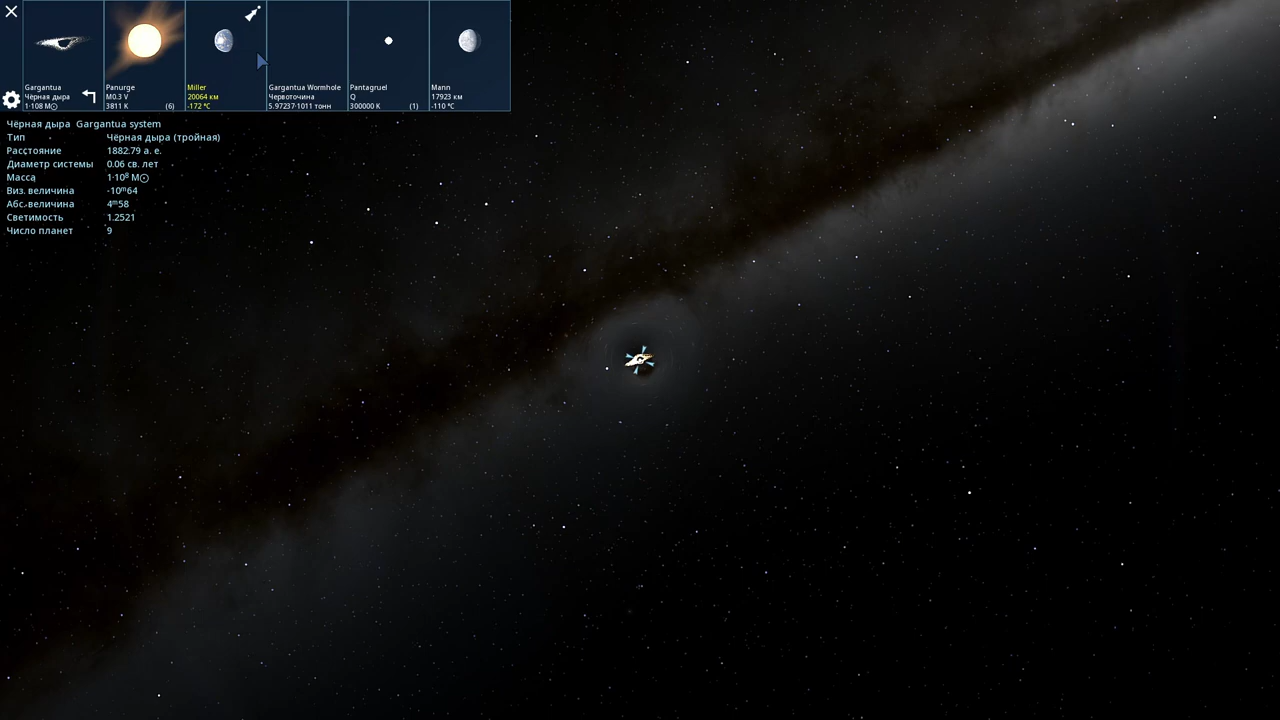 Gargantua
Чёрная дыра
1·108 M☉
Panurge
M0.3 V
3811 K (6)
Miller
20064 км
-172 °C
Gargantua Wormhole
Червоточина
5.97237·1011 тонн
Pantagruel
Q
300000 K (1)
Mann
17923 км
-110 °C
Чёрная дыра Gargantua system
Тип Чёрная дыра (тройная)
Расстояние 1882.79 а. е.
Диаметр системы 0.06 св. лет
Масса 1·10⁸ M☉
Виз. величина -10ᵐ64
Абс. величина 4ᵐ58
Светимость 1.2521
Число планет 9